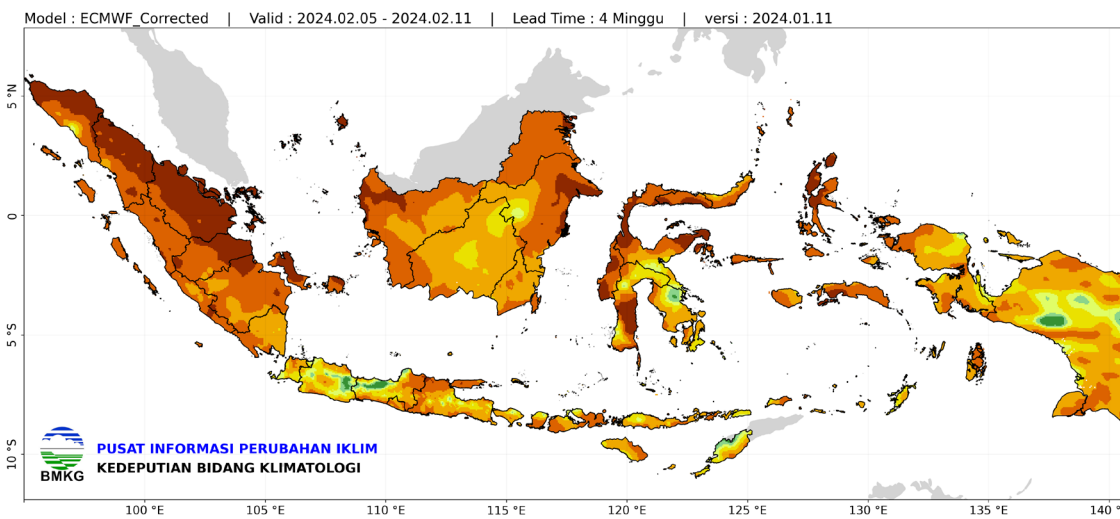 Model : ECMWF_Corrected | Valid : 2024.02.05 - 2024.02.11 | Lead Time : 4 Minggu | versi : 2024.01.11
5 °N
0
5 °S
10 °S
PUSAT INFORMASI PERUBAHAN IKLIM
KEDEPUTIAN BIDANG KLIMATOLOGI
BMKG
100 °E 105 °E 110 °E 115 °E 120 °E 125 °E 130 °E 135 °E 140